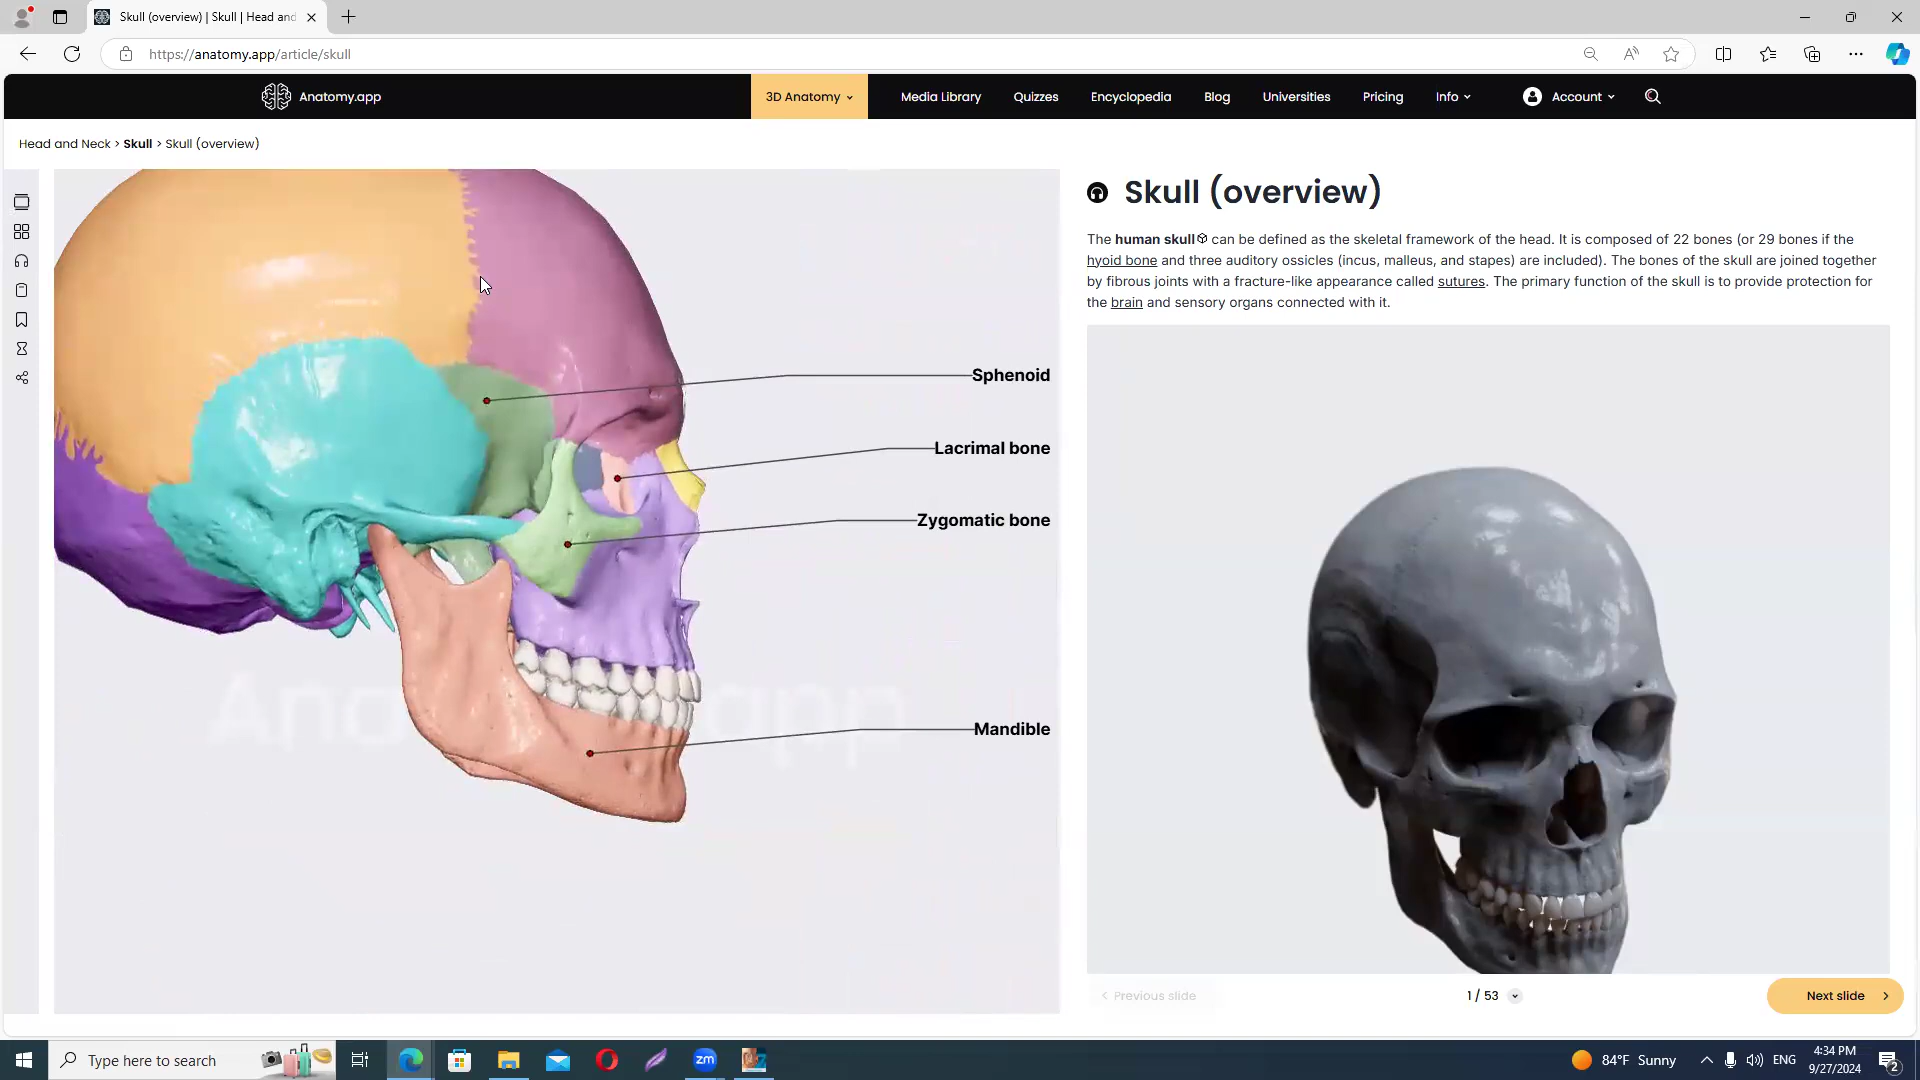 Skull (overview) | Skull | Head and
https://anatomy.app/article/skull
Anatomy.app
3D Anatomy
Media Library
Quizzes
Encyclopedia
Blog
Universities
Pricing
Info
Account
Head and Neck > Skull > Skull (overview)
Sphenoid
Lacrimal bone
Zygomatic bone
Mandible
Skull (overview)
The human skull can be defined as the skeletal framework of the head. It is composed of 22 bones (or 29 bones if the
hyoid bone and three auditory ossicles (incus, malleus, and stapes) are included). The bones of the skull are joined together
by fibrous joints with a fracture-like appearance called sutures. The primary function of the skull is to provide protection for
the brain and sensory organs connected with it.
< Previous slide
1 / 53
Next slide >
Type here to search
zm
84°F Sunny
ENG
4:34 PM
9/27/2024
2